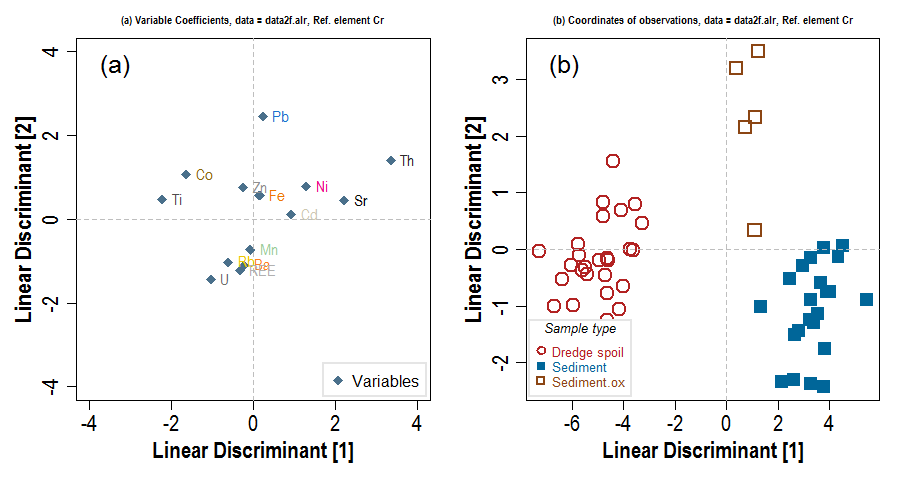 (a) Variable Coefficients, data = data2f.alr, Ref. element Cr
(a)
4
2
0
-2
-4
Linear Discriminant [2]
Pb
Th
Co
Zn
Ni
Ti
Fe
Sr
Cd
Mn
Rb
Ba
REE
U
Variables
-4
-2
0
2
4
Linear Discriminant [1]
(b) Coordinates of observations, data = data2f.alr, Ref. element Cr
(b)
3
2
1
0
-1
-2
Linear Discriminant [2]
Sample type
Dredge spoil
Sediment
Sediment.ox
-6
-4
-2
0
2
4
Linear Discriminant [1]